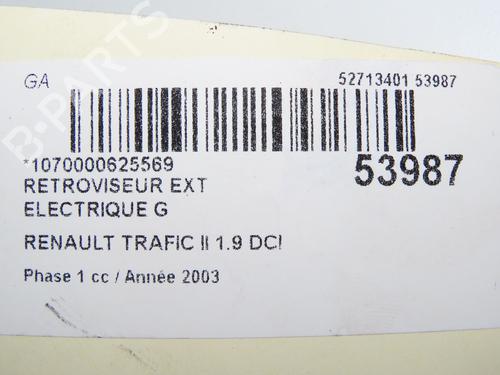 GA
52713401 53987
*1070000625569
53987
RETROVISEUR EXT
ELECTRIQUE G
RENAULT TRAFIC II 1.9 DCI
Phase 1 cc / Année 2003
B-PARTS